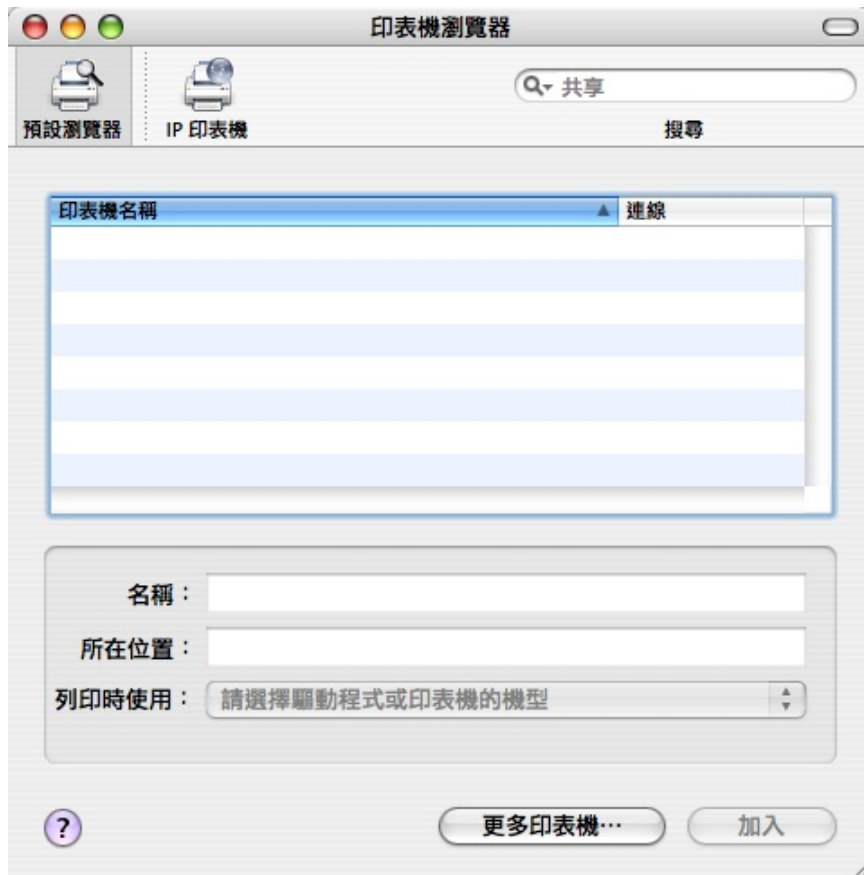 印表機瀏覽器
共享
預設瀏覽器
IP 印表機
搜尋
印表機名稱
連線
名稱：
所在位置：
列印時使用：
請選擇驅動程式或印表機的機型
?
更多印表機…
加入